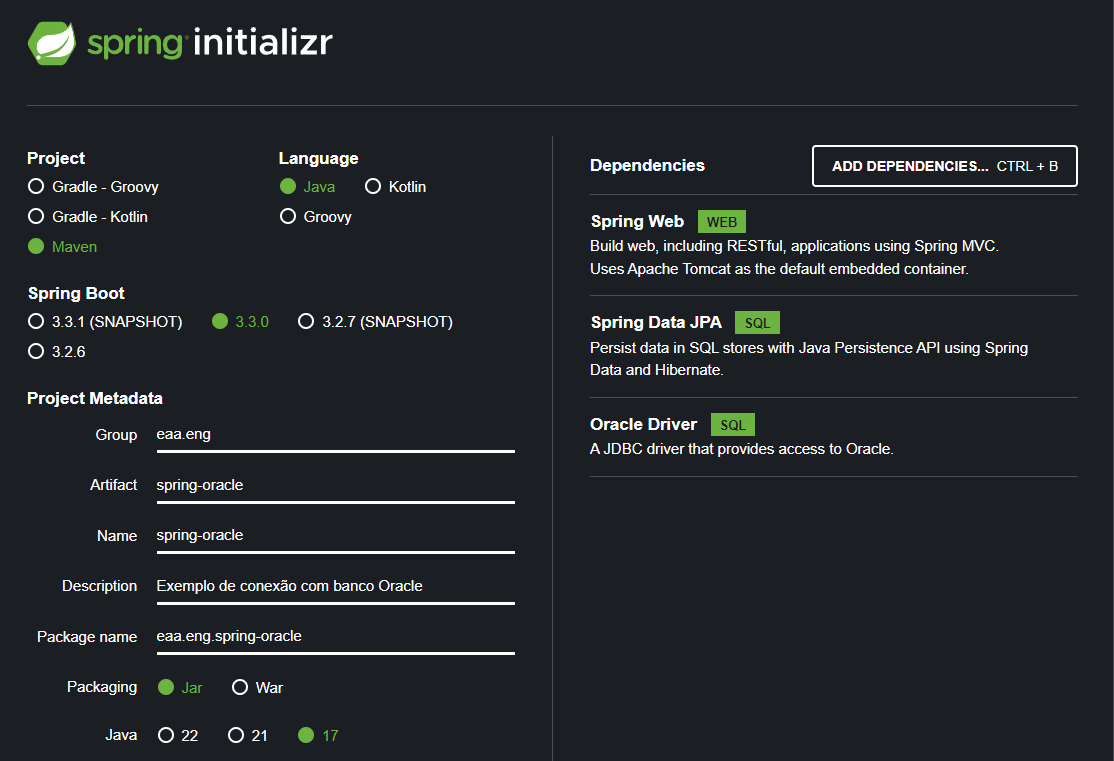 spring initializr
Project
Gradle - Groovy
Gradle - Kotlin
Maven
Language
Java Kotlin
Groovy
Spring Boot
3.3.1 (SNAPSHOT) 3.3.0 3.2.7 (SNAPSHOT)
3.2.6
Project Metadata
Group eaa.eng
Artifact spring-oracle
Name spring-oracle
Description Exemplo de conexão com banco Oracle
Package name eaa.eng.spring-oracle
Packaging Jar War
Java 22 21 17
Dependencies ADD DEPENDENCIES... CTRL + B
Spring Web WEB
Build web, including RESTful, applications using Spring MVC.
Uses Apache Tomcat as the default embedded container.
Spring Data JPA SQL
Persist data in SQL stores with Java Persistence API using Spring
Data and Hibernate.
Oracle Driver SQL
A JDBC driver that provides access to Oracle.